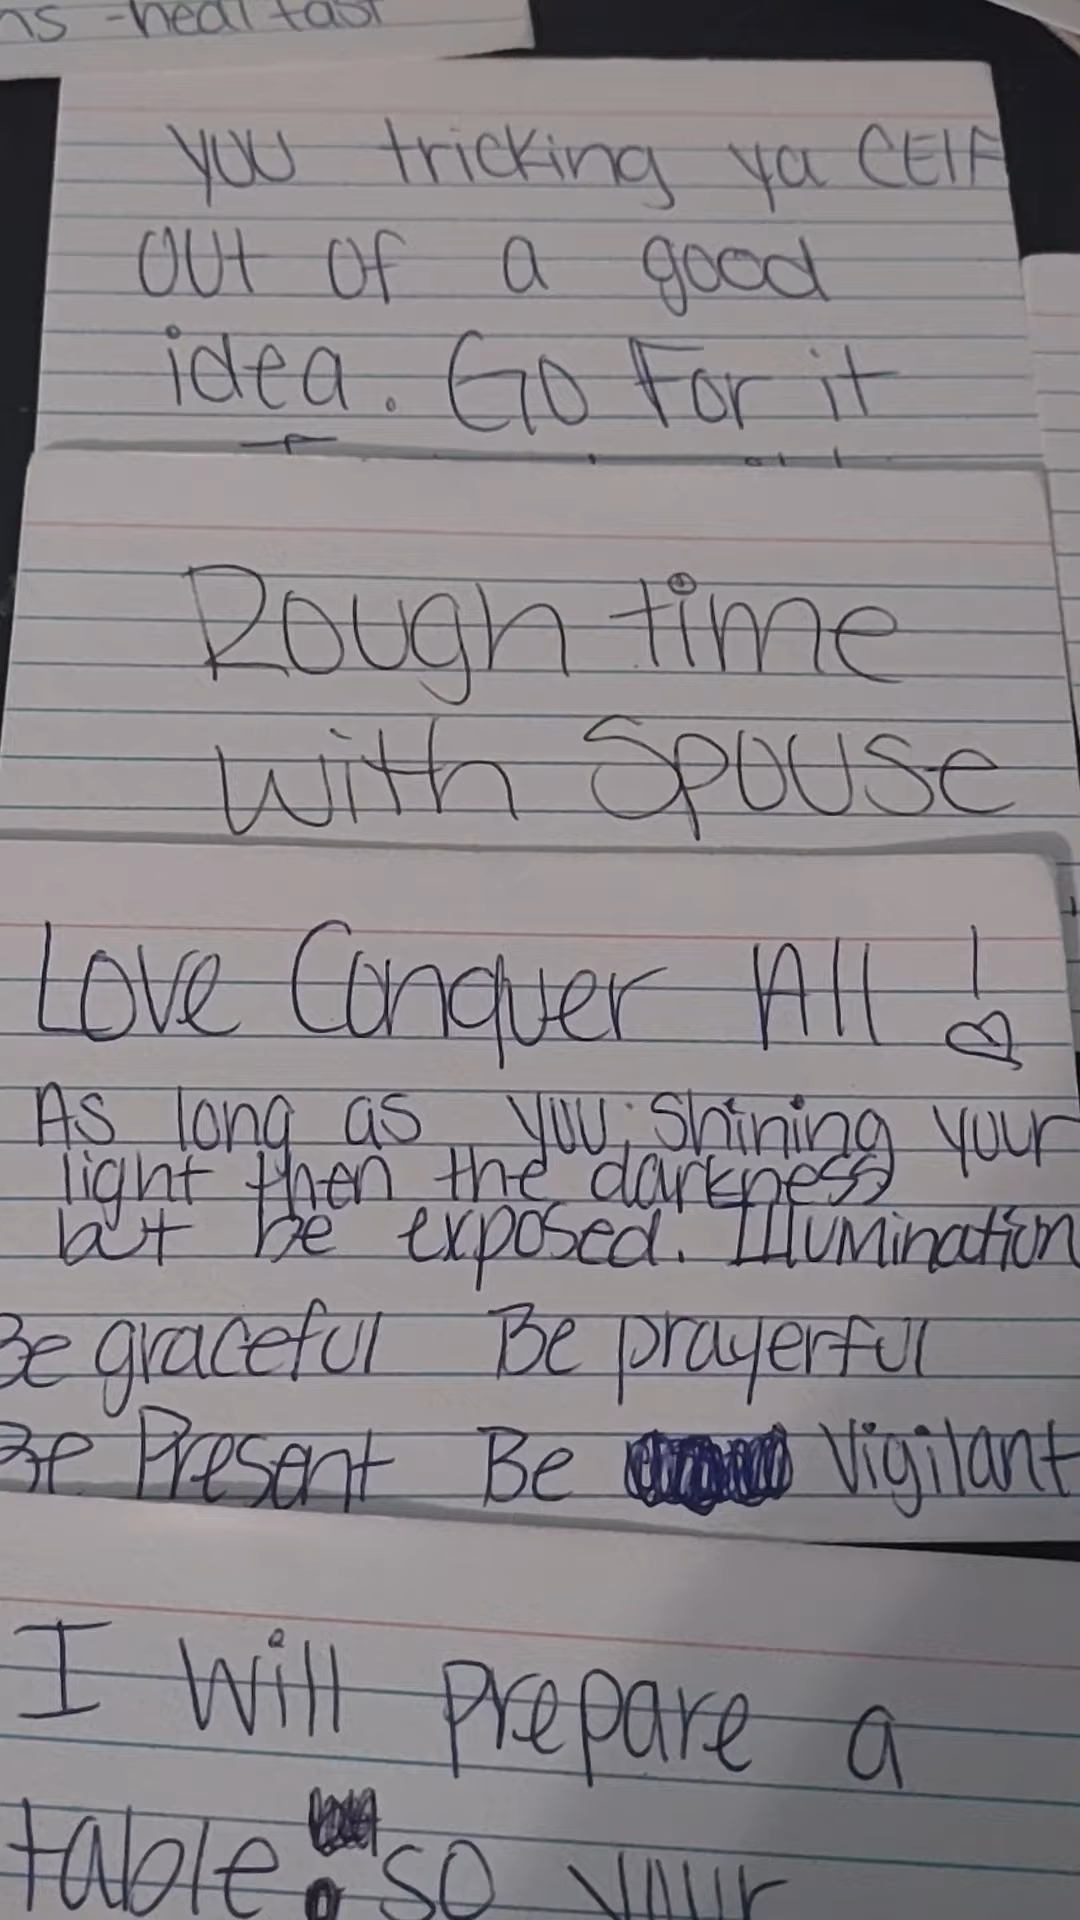 -heal fast
you tricking ya CEIF
out of a good
idea. Go For it
Rough time
with Spouse
Love Conquer All!
As long as you shining your
light then the darkness
but be exposed. Illumination
Be graceful Be prayerful
Be Present Be Vigilant
I will prepare a
table. so your